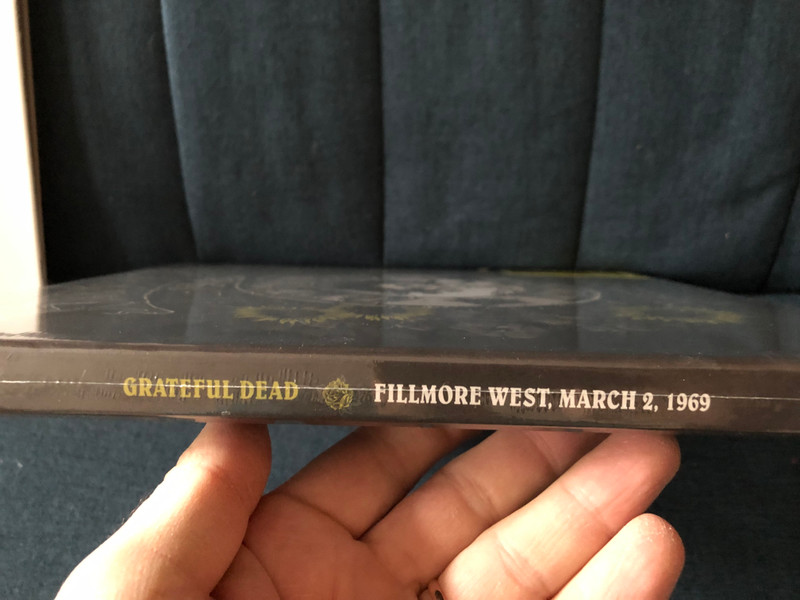 GRATEFUL DEAD FILLMORE WEST, MARCH 2, 1969